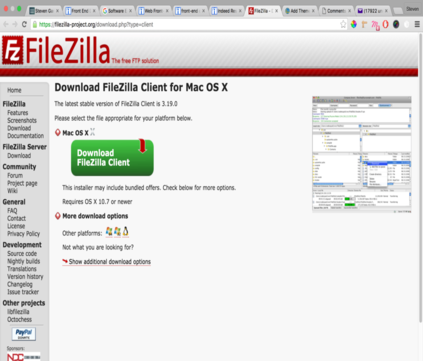 Steven Gu
Front End
Software S
Web Fram
front-end
Indeed Re
FileZilla
Add Them
Comments
(17922 u
Steven
https://filezilla-project.org/download.php?type=client
FileZilla The free FTP solution
Home
FileZilla
Features
Screenshots
Download
Documentation
FileZilla Server
Download
Community
Forum
Project page
Wiki
General
FAQ
Contact
License
Privacy Policy
Development
Source code
Nightly builds
Translations
Version history
Changelog
Issue tracker
Other projects
libfilezilla
Octochess
PayPal
Sponsors:
Download FileZilla Client for Mac OS X
The latest stable version of FileZilla Client is 3.19.0
Please select the file appropriate for your platform below.
Mac OS X
Download
FileZilla Client
This installer may include bundled offers. Check below for more options.
Requires OS X 10.7 or newer
More download options
Other platforms:
Not what you are looking for?
Show additional download options